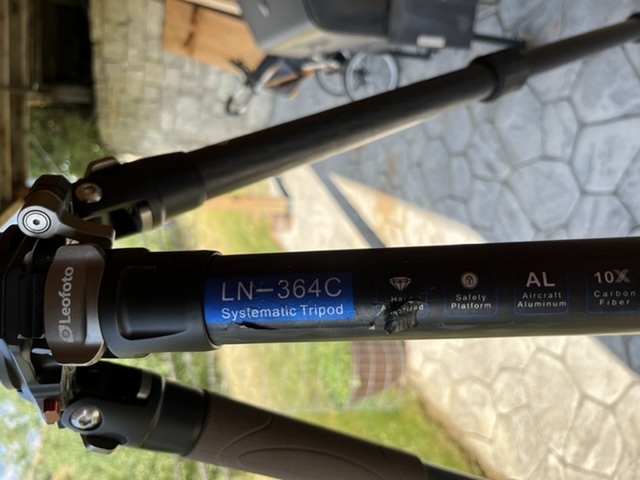 Leofoto
LN-364C
Systematic Tripod
Safety
Platform
AL
Aircraft
Aluminum
10X
Carbon
Fiber